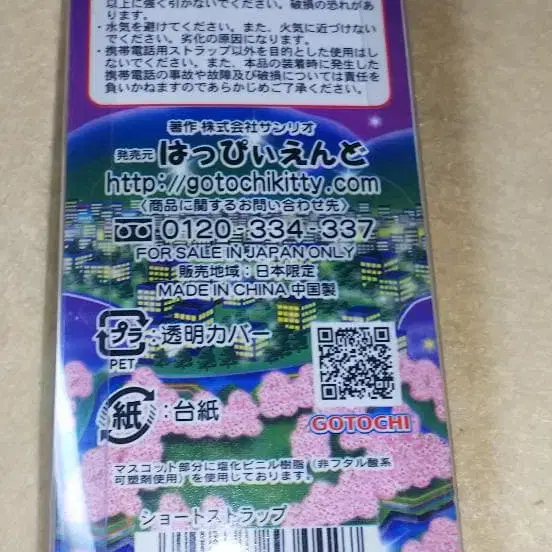 以上に強く引かないでください。破損の恐れがあ
ります。
・水気を避けてください。また、火気に近づけない
でください。劣化の原因になります。
・携帯電話用ストラップ以外を目的とした使用はし
ないでください。また、本品の装着時に発生した
携帯電話の事故や故障及び破損については責任を
負いかねますのであらかじめご了承ください。
著作 株式会社サンリオ
発売元 はっぴぃえんど
http://gotochikitty.com
〈商品に関するお問い合わせ先〉
0120-334-337
FOR SALE IN JAPAN ONLY
販売地域:日本限定
MADE IN CHINA 中国製
プラ:透明カバー
PET
紙:台紙
GOTOCHI
マスコット部分に塩化ビニル樹脂(非フタル酸系
可塑剤使用)を使用しております。
ショートストラップ